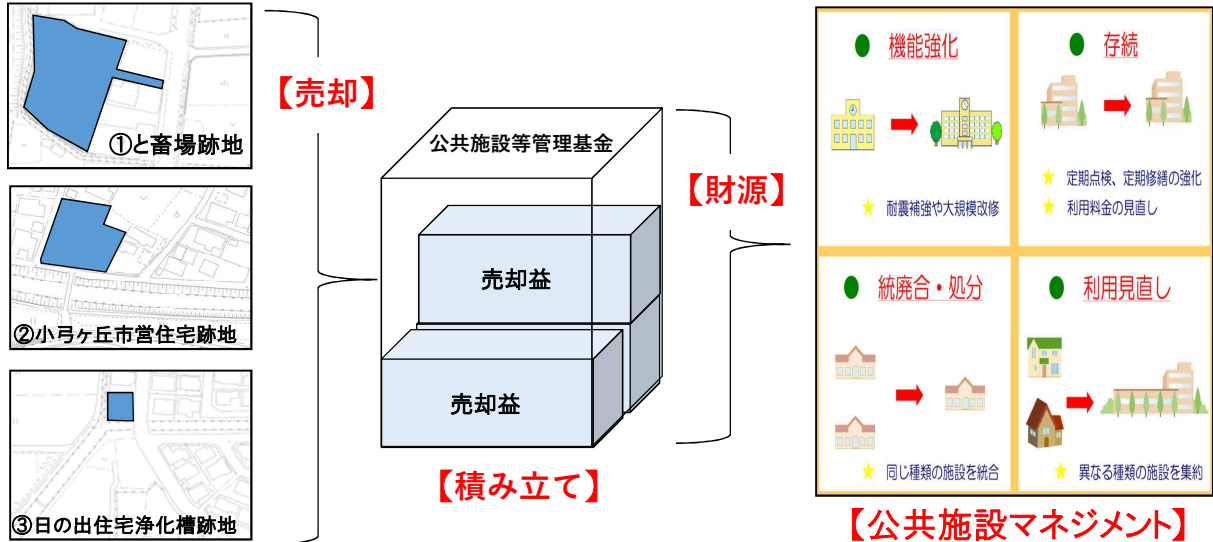 ①と畜場跡地
②小弓ヶ丘市営住宅跡地
③日の出住宅浄化槽跡地
【売却】
公共施設等管理基金
売却益
売却益
【積み立て】
【財源】
● 機能強化
★ 耐震補強や大規模改修
● 存続
★ 定期点検、定期修繕の強化
★ 利用料金の見直し
● 統廃合・処分
★ 同じ種類の施設を統合
● 利用見直し
★ 異なる種類の施設を集約
【公共施設マネジメント】